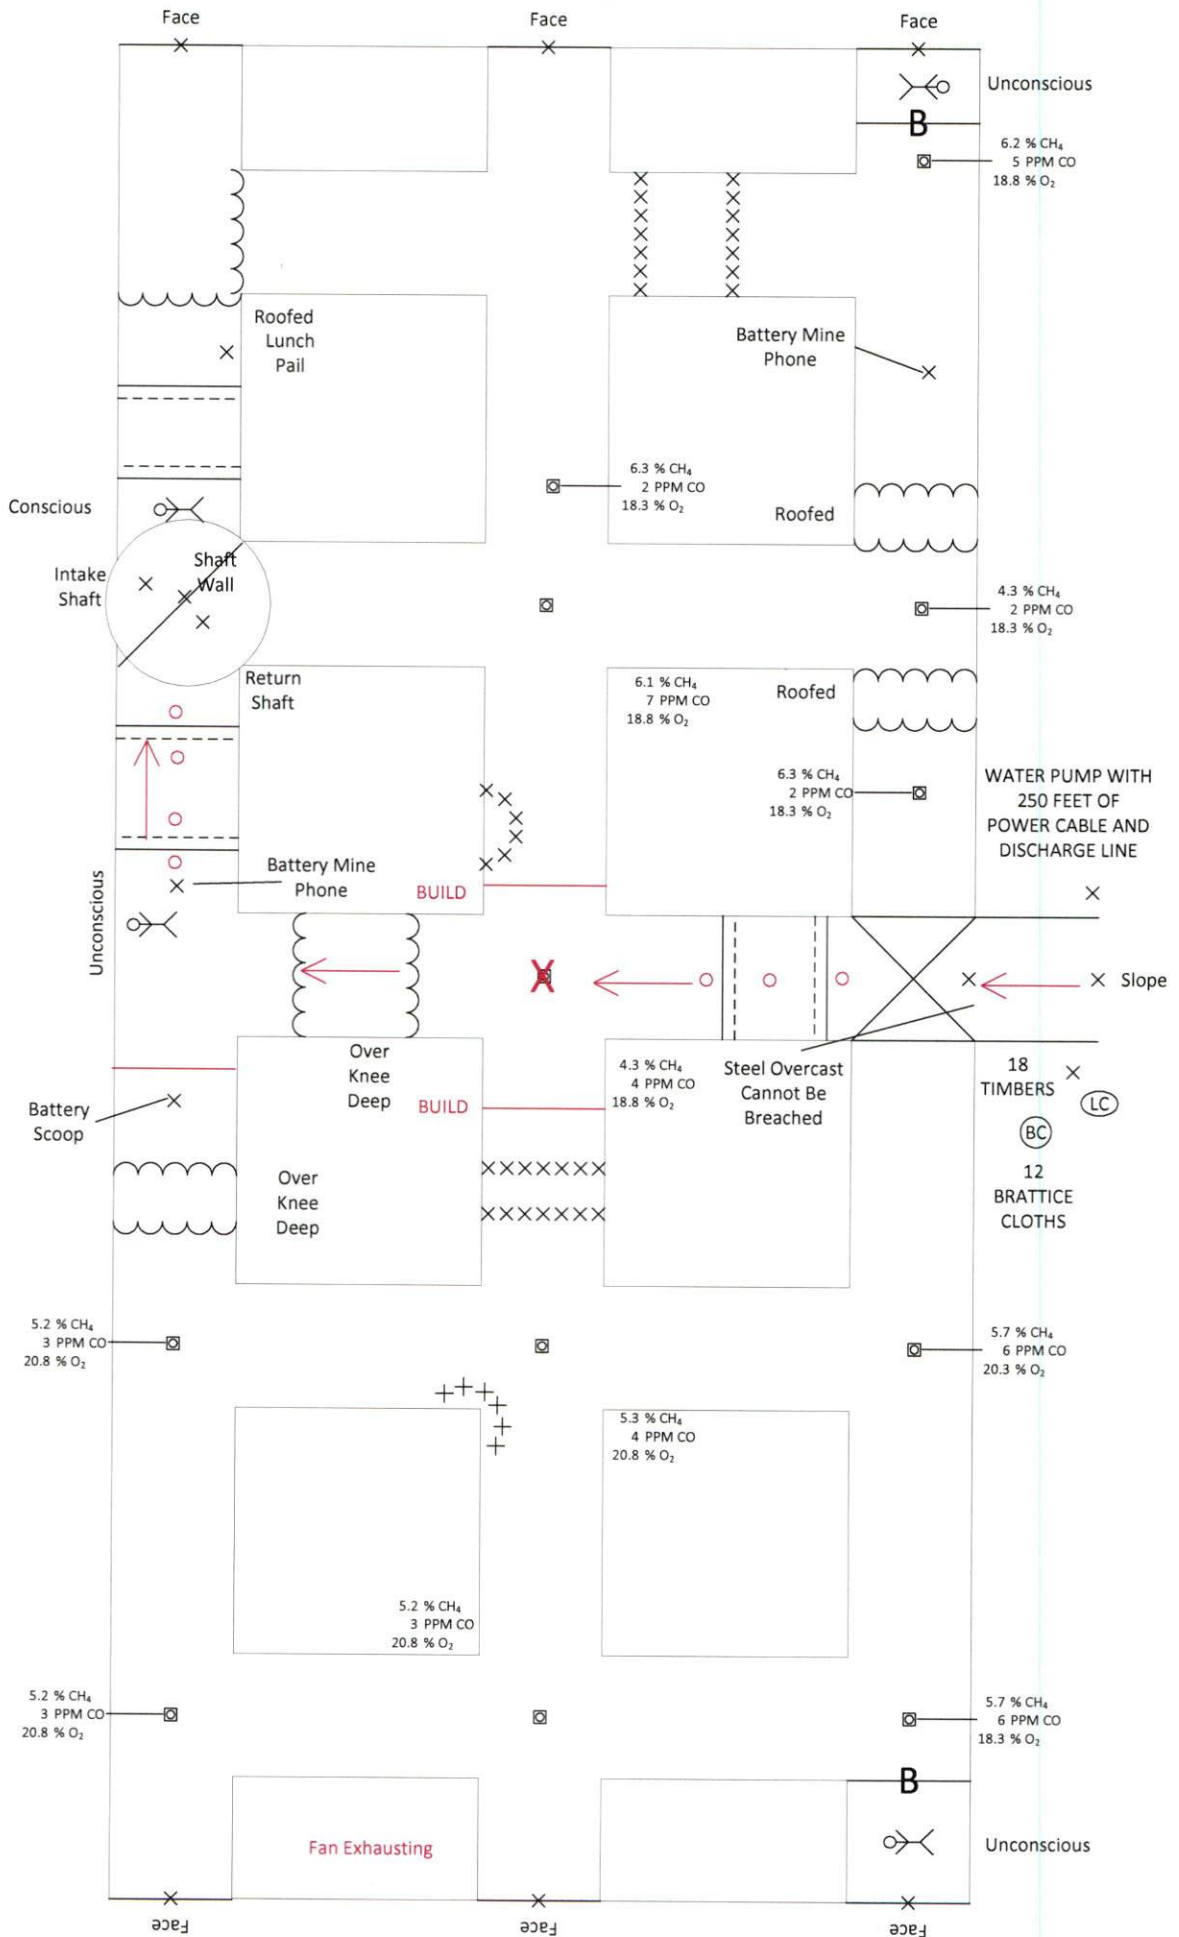 Face
Face
Face
Unconscious
B
6.2 % CH₄
5 PPM CO
18.8 % O₂
Roofed
Lunch
Pail
Battery Mine
Phone
6.3 % CH₄
2 PPM CO
18.3 % O₂
Conscious
Roofed
Intake
Shaft
Shaft
Wall
4.3 % CH₄
2 PPM CO
18.3 % O₂
Return
Shaft
6.1 % CH₄
7 PPM CO
18.8 % O₂
Roofed
6.3 % CH₄
2 PPM CO
18.3 % O₂
WATER PUMP WITH
250 FEET OF
POWER CABLE AND
DISCHARGE LINE
Battery Mine
Phone
BUILD
Unconscious
Slope
Over
Knee
Deep
BUILD
4.3 % CH₄
4 PPM CO
18.8 % O₂
Steel Overcast
Cannot Be
Breached
18
TIMBERS
LC
BC
12
BRATTICE
CLOTHS
Battery
Scoop
Over
Knee
Deep
5.2 % CH₄
3 PPM CO
20.8 % O₂
5.7 % CH₄
6 PPM CO
20.3 % O₂
5.3 % CH₄
4 PPM CO
20.8 % O₂
5.2 % CH₄
3 PPM CO
20.8 % O₂
5.2 % CH₄
3 PPM CO
20.8 % O₂
5.7 % CH₄
6 PPM CO
18.3 % O₂
B
Fan Exhausting
Unconscious
Face
Face
Face